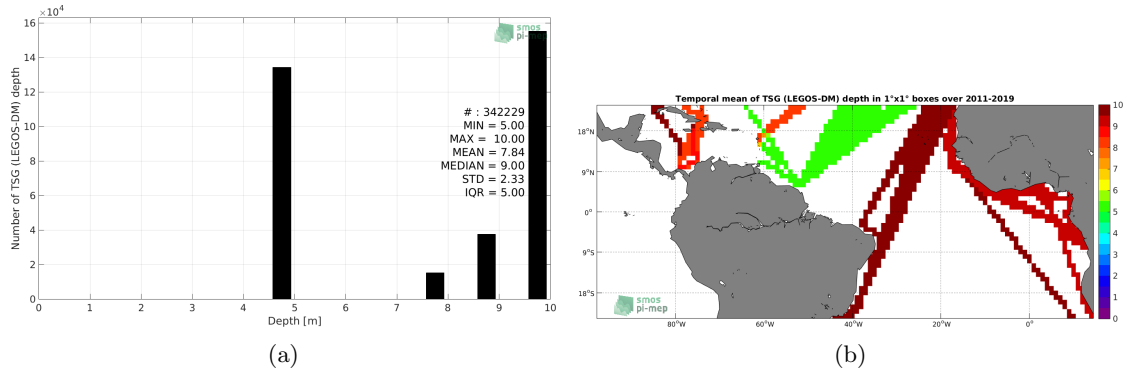 ×10⁴
16
14
12
10
8
6
4
2
0
Number of TSG (LEGOS-DM) depth
smos
pi-mep
# : 342229
MIN = 5.00
MAX = 10.00
MEAN = 7.84
MEDIAN = 9.00
STD = 2.33
IQR = 5.00
0 1 2 3 4 5 6 7 8 9 10
Depth [m]
(a)
Temporal mean of TSG (LEGOS-DM) depth in 1°x1° boxes over 2011-2019
18°N
9°N
0°
9°S
18°S
80°W 60°W 40°W 20°W 0°
smos
pi-mep
10
9
8
7
6
5
4
3
2
1
0
(b)